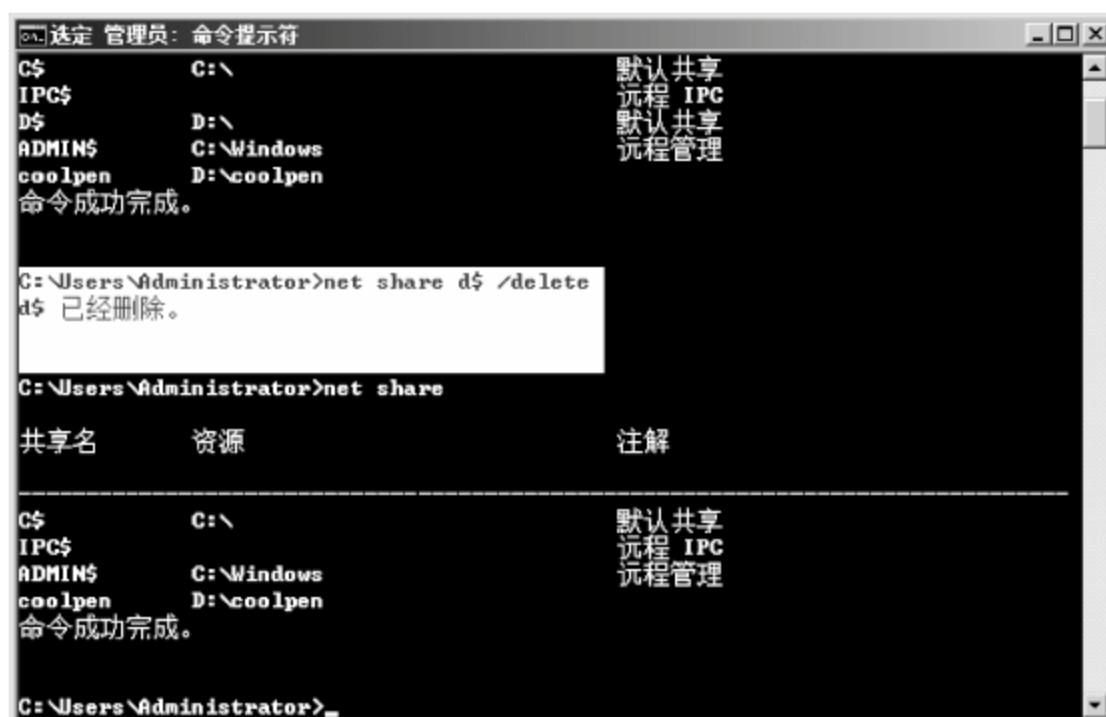 选定 管理员: 命令提示符
C$ C:\ 默认共享
IPC$ 远程 IPC
D$ D:\ 默认共享
ADMIN$ C:\Windows 远程管理
coolpen D:\coolpen
命令成功完成。
C:\Users\Administrator>net share d$ /delete
d$ 已经删除。
C:\Users\Administrator>net share
共享名 资源 注解
-------------------------------------------------------------------------------
C$ C:\ 默认共享
IPC$ 远程 IPC
ADMIN$ C:\Windows 远程管理
coolpen D:\coolpen
命令成功完成。
C:\Users\Administrator>_